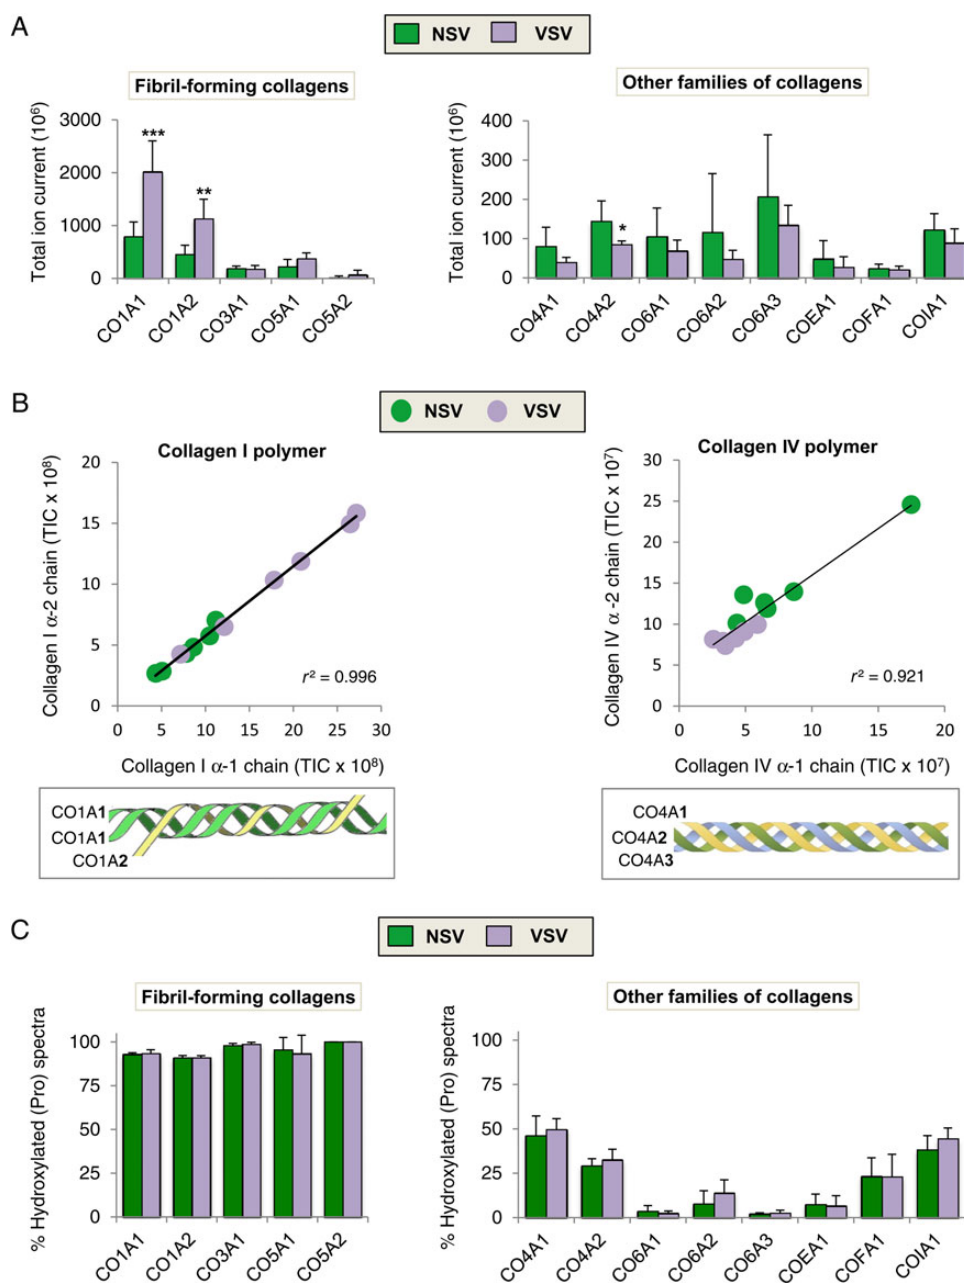 A
NSV VSV
Fibril-forming collagens
Other families of collagens
Total ion current (10⁶)
3000
2000
1000
0
***
**
CO1A1 CO1A2 CO3A1 CO5A1 CO5A2
Total ion current (10⁶)
400
300
200
100
0
*
CO4A1 CO4A2 CO6A1 CO6A2 CO6A3 COEA1 COFA1 COIA1
B
NSV VSV
Collagen I polymer
Collagen I α-2 chain (TIC x 10⁸)
20
15
10
5
0
r² = 0.996
0 5 10 15 20 25 30
Collagen I α-1 chain (TIC x 10⁸)
CO1A1
CO1A1
CO1A2
Collagen IV polymer
Collagen IV α -2 chain (TIC x 10⁷)
30
25
20
15
10
5
0
r² = 0.921
0 5 10 15 20
Collagen IV α-1 chain (TIC x 10⁷)
CO4A1
CO4A2
CO4A3
C
NSV VSV
Fibril-forming collagens
Other families of collagens
% Hydroxylated (Pro) spectra
100
75
50
25
0
CO1A1 CO1A2 CO3A1 CO5A1 CO5A2
% Hydroxylated (Pro) spectra
100
75
50
25
0
CO4A1 CO4A2 CO6A1 CO6A2 CO6A3 COEA1 COFA1 COIA1